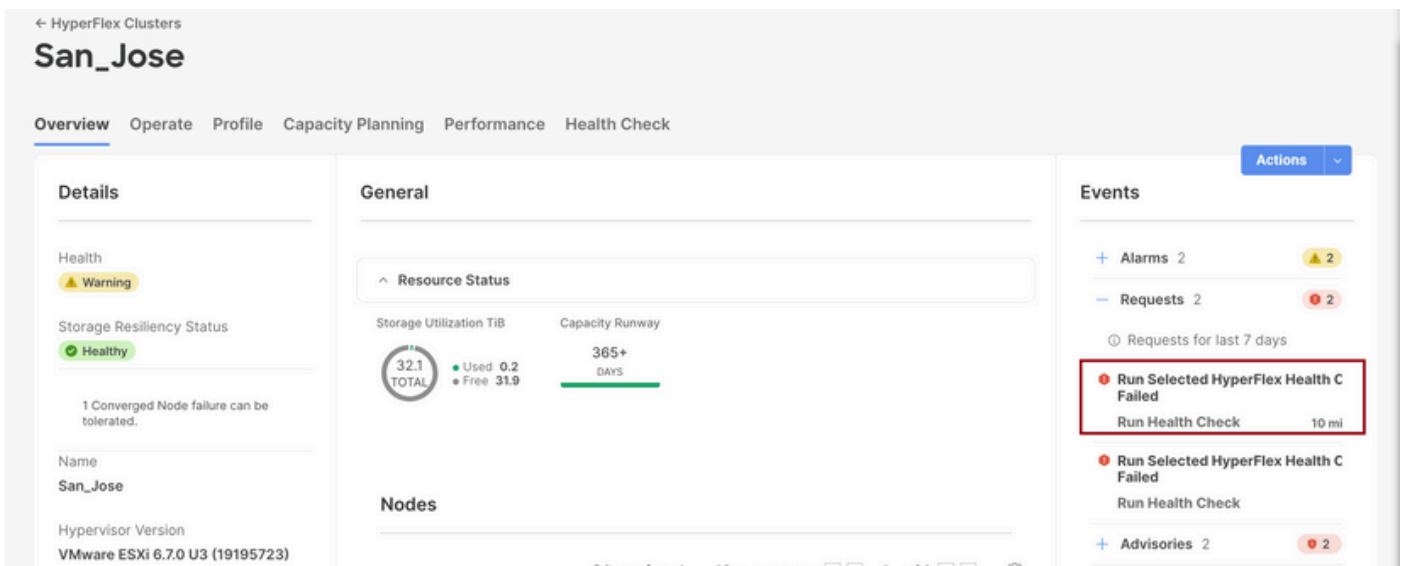 ← HyperFlex Clusters
San_Jose
Overview Operate Profile Capacity Planning Performance Health Check
Actions
Details
Health
Warning
Storage Resiliency Status
Healthy
1 Converged Node failure can be
tolerated.
Name
San_Jose
Hypervisor Version
VMware ESXi 6.7.0 U3 (19195723)
General
Resource Status
Storage Utilization TiB
32.1
TOTAL
Used 0.2
Free 31.9
Capacity Runway
365+
DAYS
Nodes
Events
Alarms 2 2
Requests 2 2
Requests for last 7 days
Run Selected HyperFlex Health C
Failed
Run Health Check 10 mi
Run Selected HyperFlex Health C
Failed
Run Health Check
Advisories 2 2